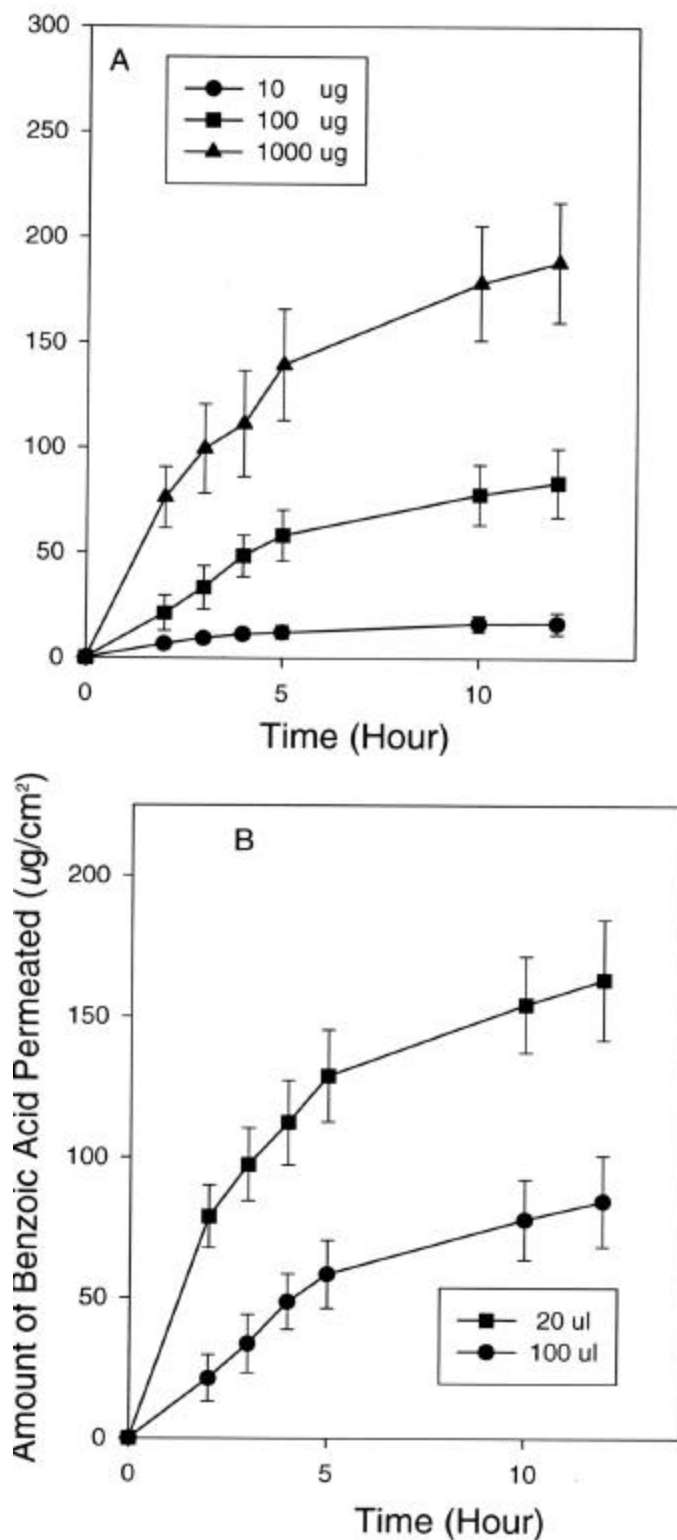 300
A
10 ug
100 ug
1000 ug
250
200
150
100
50
0
0 5 10
Time (Hour)
Amount of Benzoic Acid Permeated (ug/cm²)
B
200
150
100
50
0
20 ul
100 ul
0 5 10
Time (Hour)